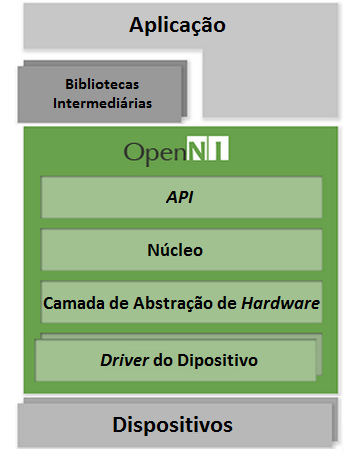 Aplicação
Bibliotecas
Intermediárias
OpenNI
API
Núcleo
Camada de Abstração de Hardware
Driver do Dipositivo
Dispositivos